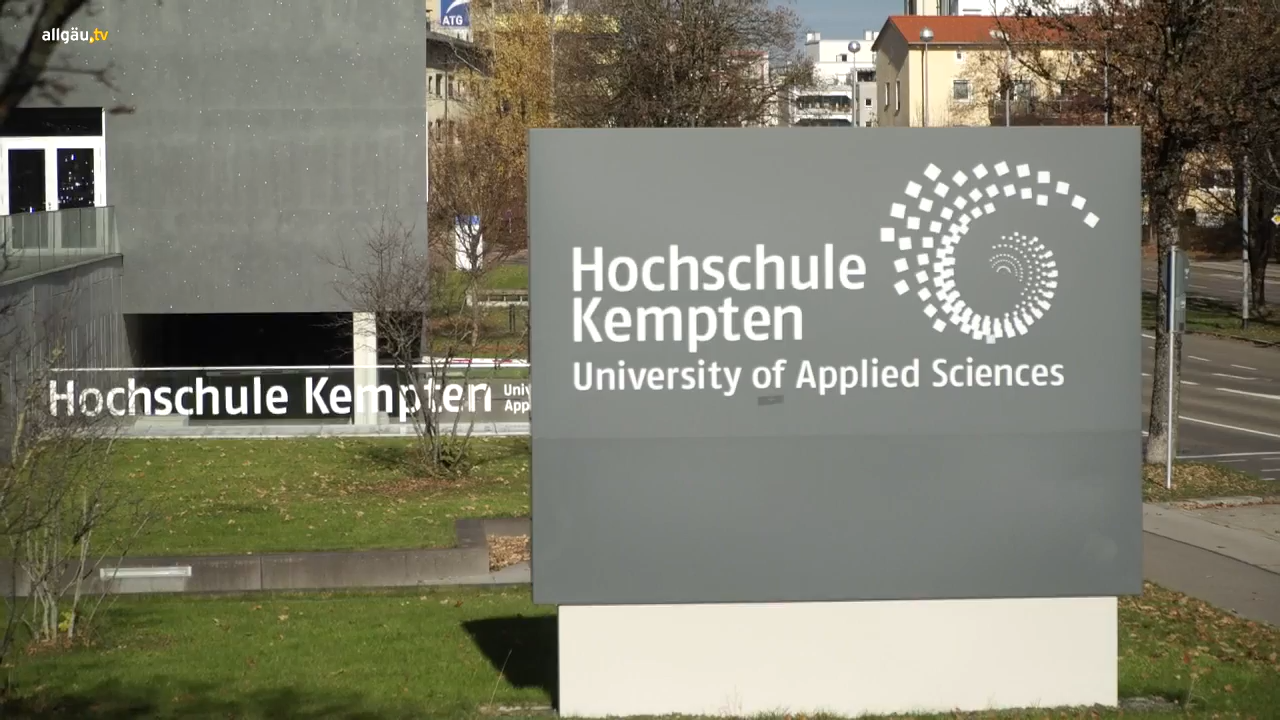 allgäu.tv
ATG
Hochschule
Kempten
University of Applied Sciences
Hochschule Kempten